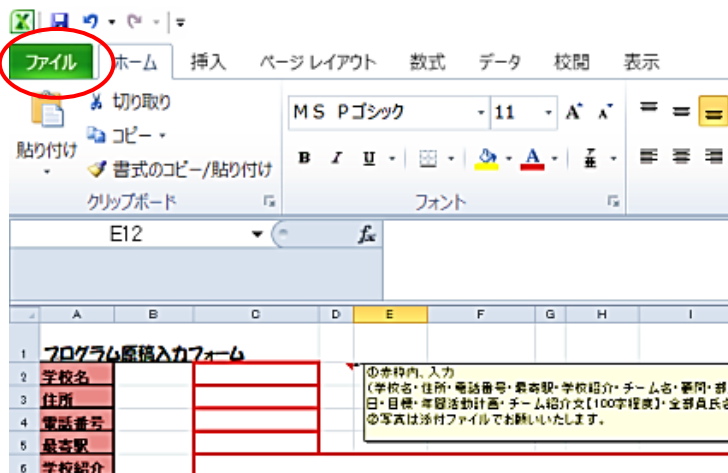 ファイル ホーム 挿入 ページ レイアウト 数式 データ 校閲 表示
切り取り
コピー
書式のコピー/貼り付け
貼り付け
MS Pゴシック 11 A A
B I U A
クリップボード フォント
E12 fx
A B C D E F G H I
1 プログラム原稿入力フォーム
2 学校名
3 住所
4 電話番号
5 最寄駅
6 学校紹介
①赤枠内、入力
(学校名・住所・電話番号・最寄駅・学校紹介・チーム名・顧問・部
日・目標・年間活動計画・チーム紹介文【100字程度】・全部員氏名
②写真は添付ファイルでお願いいたします。